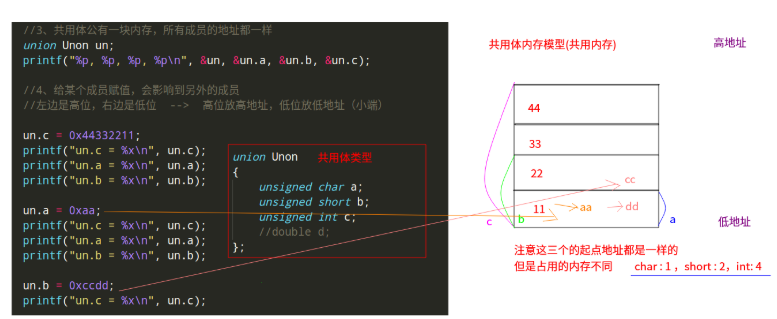 //3、共用体公有一块内存，所有成员的地址都一样
union Unon un;
printf("%p, %p, %p, %p\n", &un, &un.a, &un.b, &un.c);
//4、给某个成员赋值，会影响到另外的成员
//左边是高位，右边是低位  -->  高位放高地址，低位放低地址（小端）
un.c = 0x44332211;
printf("un.c = %x\n", un.c);
printf("un.a = %x\n", un.a);
printf("un.b = %x\n", un.b);
un.a = 0xaa;
printf("un.c = %x\n", un.c);
printf("un.a = %x\n", un.a);
printf("un.b = %x\n", un.b);
un.b = 0xccdd;
printf("un.c = %x\n", un.c);
union Unon 共用体类型
{
unsigned char a;
unsigned short b;
unsigned int c;
//double d;
};
共用体内存模型(共用内存)
高地址
44
33
22
cc
11 aa dd
c b a
低地址
注意这三个的起点地址都是一样的
但是占用的内存不同 char : 1 ，short : 2，int: 4